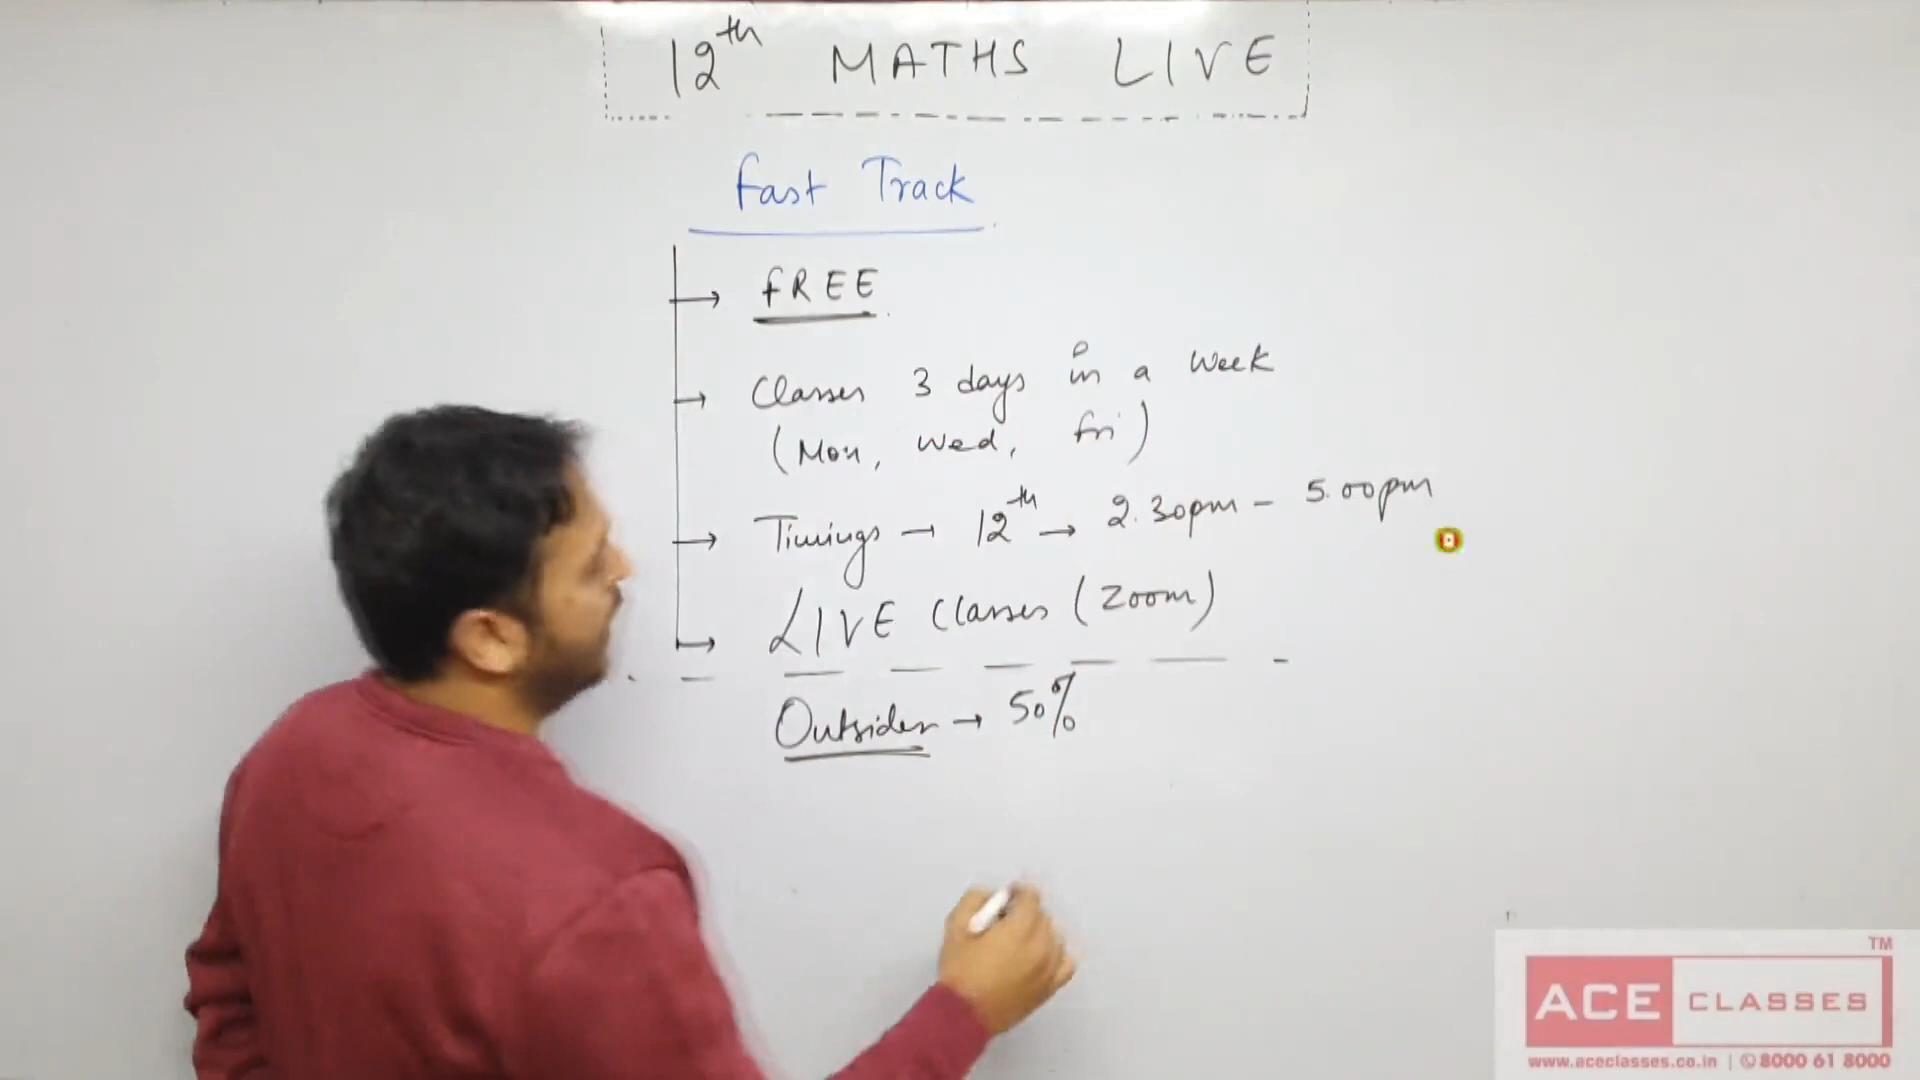 12th MATHS LIVE
Fast Track
FREE
Classes 3 days in a week
(Mon, Wed, Fri)
Timings → 12th → 2.30pm - 5.00pm
LIVE Classes (Zoom)
Outsider → 50%
TM
ACE CLASSES
www.aceclasses.co.in | 8000 61 8000